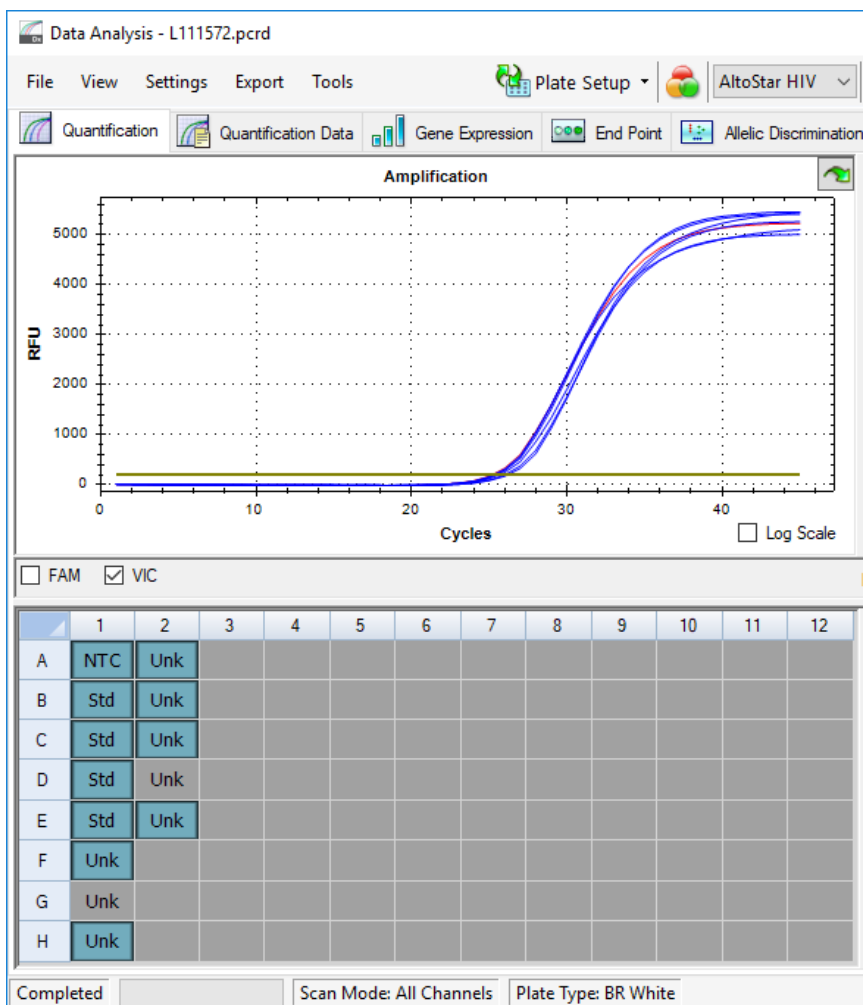 Data Analysis - L111572.pcrd
File View Settings Export Tools Plate Setup AltoStar HIV
Quantification Quantification Data Gene Expression End Point Allelic Discrimination
Amplification
5000
4000
3000
2000
1000
0
RFU
0 10 20 30 40
Cycles
Log Scale
FAM VIC
1 2 3 4 5 6 7 8 9 10 11 12
A NTC Unk
B Std Unk
C Std Unk
D Std Unk
E Std Unk
F Unk
G Unk
H Unk
Completed Scan Mode: All Channels Plate Type: BR White